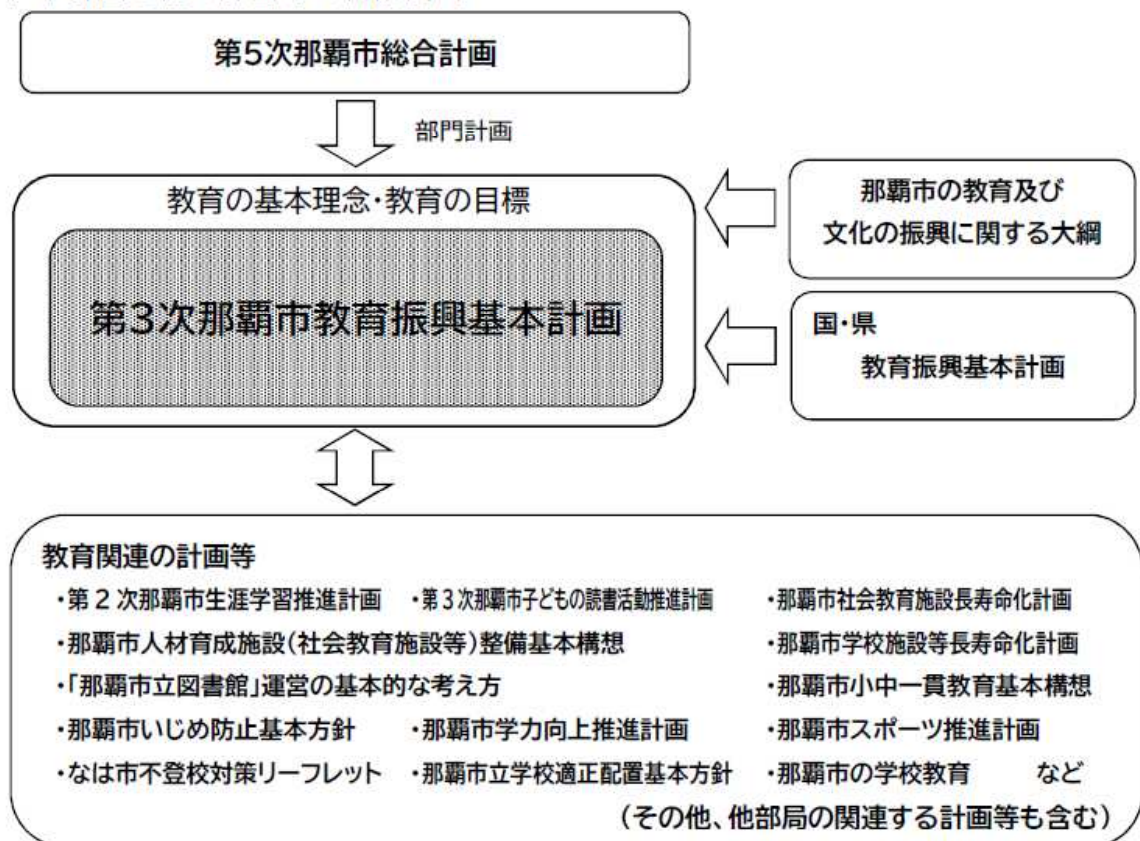 第5次那覇市総合計画
部門計画
教育の基本理念・教育の目標
第3次那覇市教育振興基本計画
那覇市の教育及び
文化の振興に関する大綱
国・県
教育振興基本計画
教育関連の計画等
・第2次那覇市生涯学習推進計画 ・第3次那覇市子どもの読書活動推進計画 ・那覇市社会教育施設長寿命化計画
・那覇市人材育成施設(社会教育施設等)整備基本構想 ・那覇市学校施設等長寿命化計画
・「那覇市立図書館」運営の基本的な考え方 ・那覇市小中一貫教育基本構想
・那覇市いじめ防止基本方針 ・那覇市学力向上推進計画 ・那覇市スポーツ推進計画
・なは市不登校対策リーフレット ・那覇市立学校適正配置基本方針 ・那覇市の学校教育 など
(その他、他部局の関連する計画等も含む)